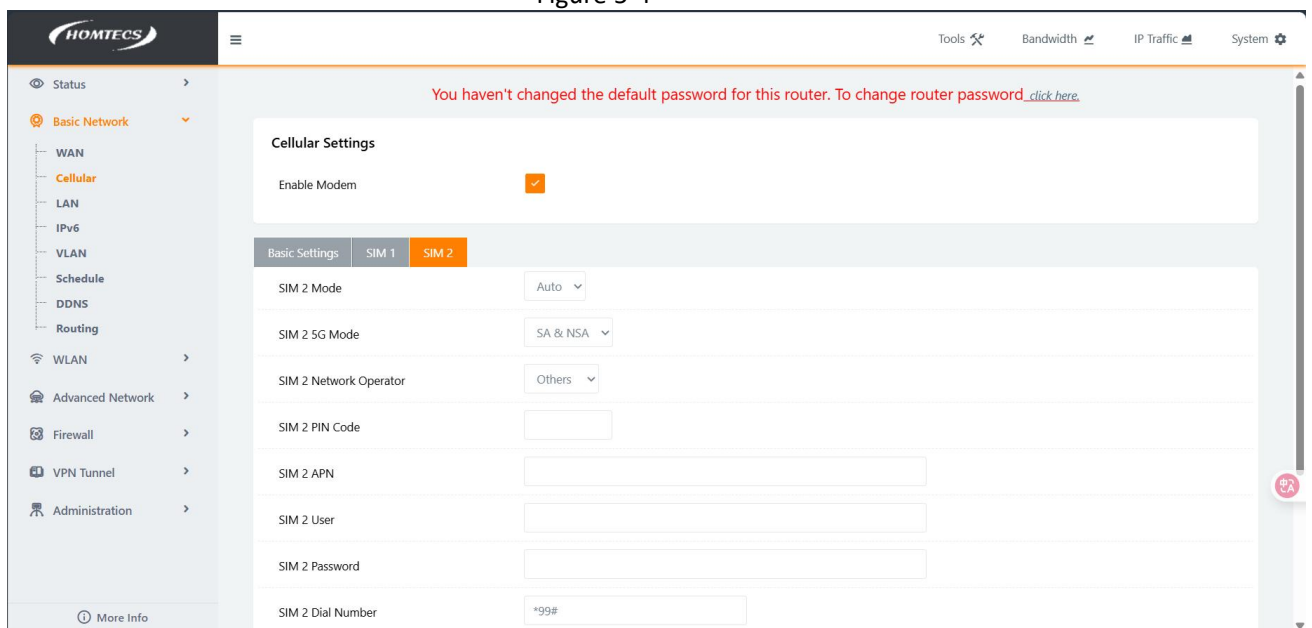 HOMTECS
Tools
Bandwidth
IP Traffic
System
Status
Basic Network
WAN
Cellular
LAN
IPv6
VLAN
Schedule
DDNS
Routing
WLAN
Advanced Network
Firewall
VPN Tunnel
Administration
More Info
You haven't changed the default password for this router. To change router password click here.
Cellular Settings
Enable Modem
Basic Settings SIM 1 SIM 2
SIM 2 Mode Auto
SIM 2 5G Mode SA & NSA
SIM 2 Network Operator Others
SIM 2 PIN Code
SIM 2 APN
SIM 2 User
SIM 2 Password
SIM 2 Dial Number *99#
中A